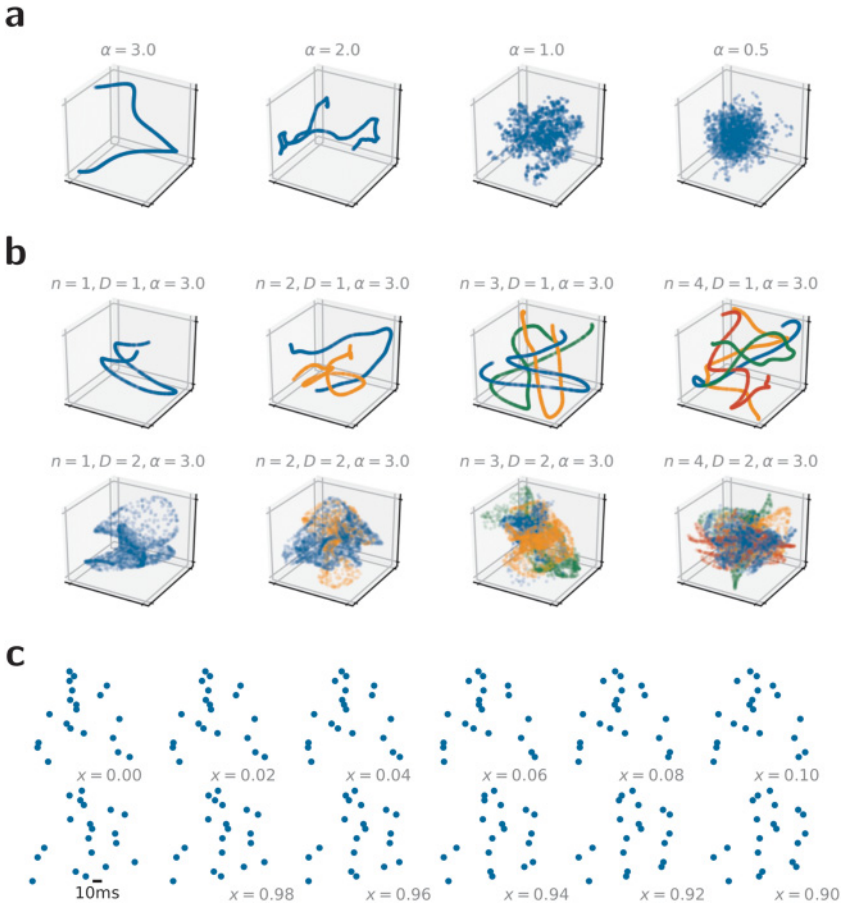 a
α = 3.0 α = 2.0 α = 1.0 α = 0.5
b
n = 1, D = 1, α = 3.0 n = 2, D = 1, α = 3.0 n = 3, D = 1, α = 3.0 n = 4, D = 1, α = 3.0
n = 1, D = 2, α = 3.0 n = 2, D = 2, α = 3.0 n = 3, D = 2, α = 3.0 n = 4, D = 2, α = 3.0
c
x = 0.00 x = 0.02 x = 0.04 x = 0.06 x = 0.08 x = 0.10
10ms x = 0.98 x = 0.96 x = 0.94 x = 0.92 x = 0.90